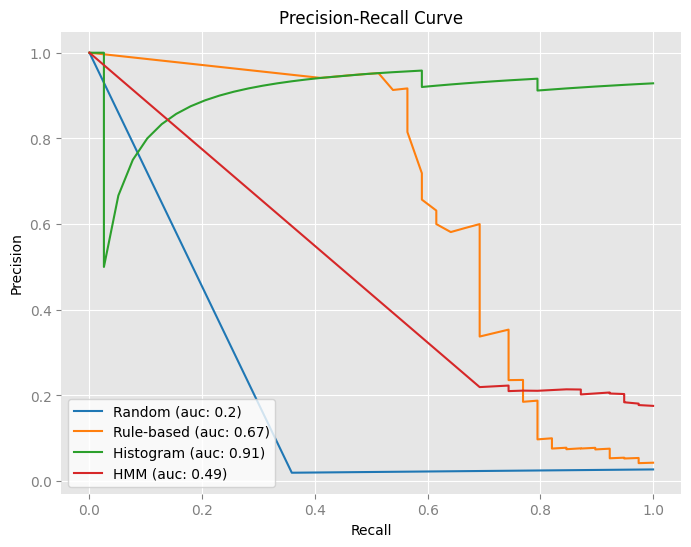 Precision-Recall Curve
Precision
1.0
0.8
0.6
0.4
0.2
0.0
Random (auc: 0.2)
Rule-based (auc: 0.67)
Histogram (auc: 0.91)
HMM (auc: 0.49)
0.0 0.2 0.4 0.6 0.8 1.0
Recall